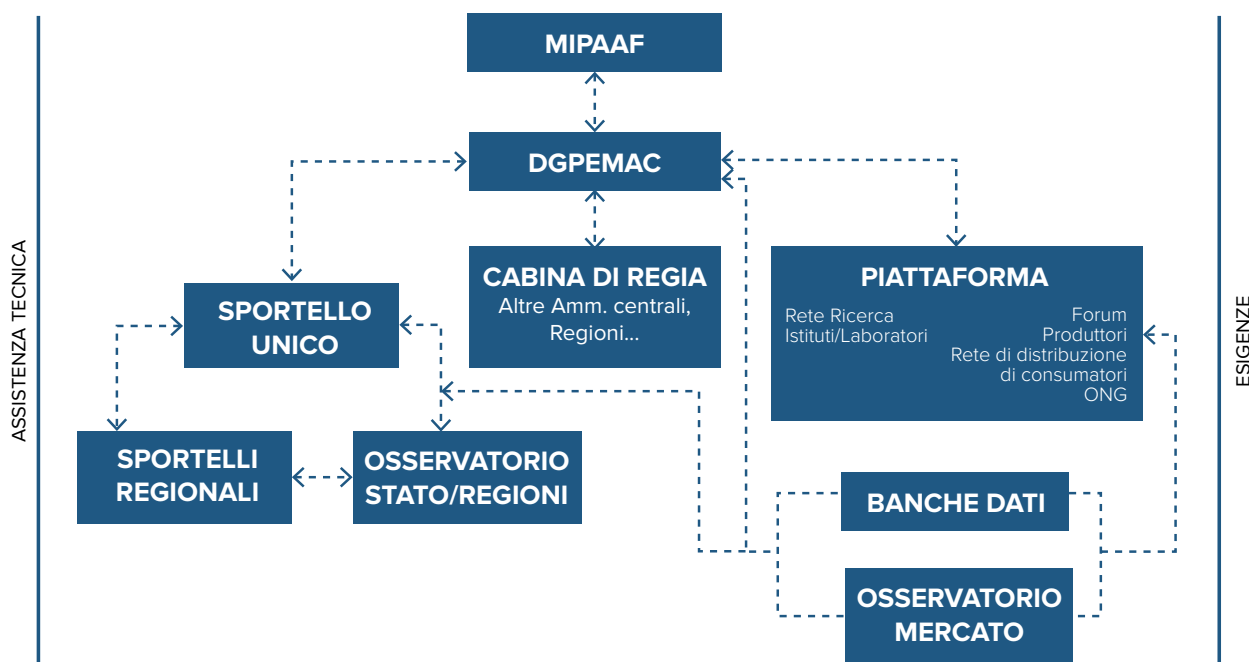 MIPAAF
DGPEMAC
ASSISTENZA TECNICA
CABINA DI REGIA
Altre Amm. centrali,
Regioni...
PIATTAFORMA
Rete Ricerca
Istituti/Laboratori
Forum
Produttori
Rete di distribuzione
di consumatori
ONG
ESIGENZE
SPORTELLO
UNICO
SPORTELLI
REGIONALI
OSSERVATORIO
STATO/REGIONI
BANCHE DATI
OSSERVATORIO
MERCATO